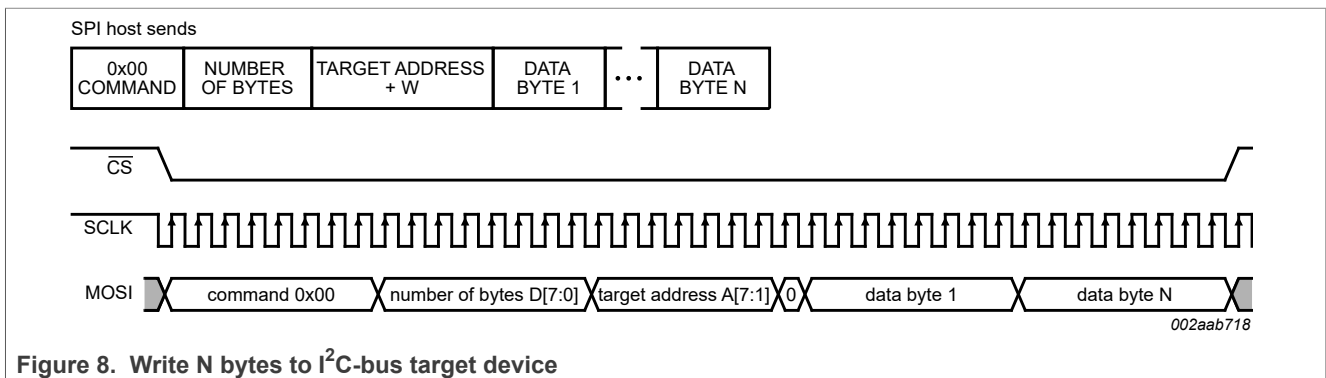 SPI host sends
0x00 COMMAND
NUMBER OF BYTES
TARGET ADDRESS + W
DATA BYTE 1
...
DATA BYTE N
CS
SCLK
MOSI
command 0x00
number of bytes D[7:0]
target address A[7:1]
0
data byte 1
data byte N
002aab718
Figure 8. Write N bytes to I²C-bus target device